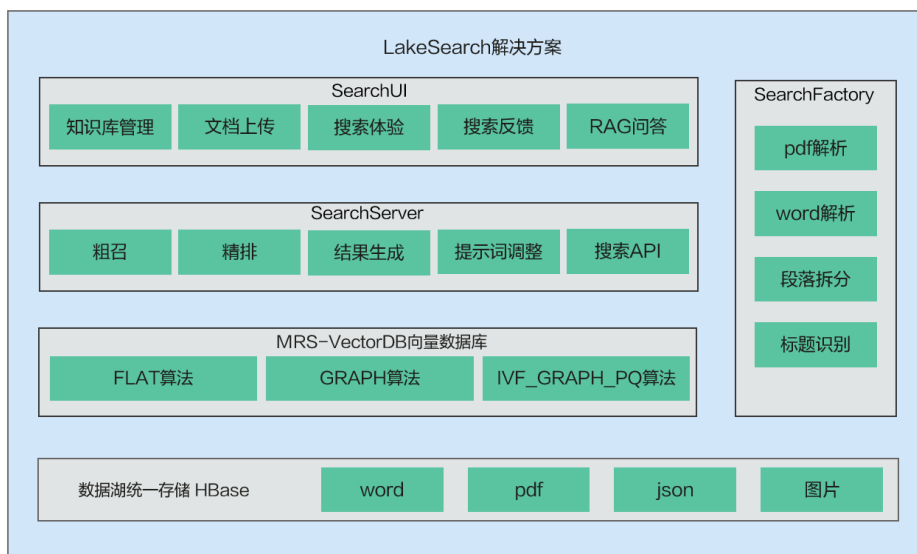 LakeSearch解决方案
SearchUI
知识库管理 文档上传 搜索体验 搜索反馈 RAG问答
SearchServer
粗召 精排 结果生成 提示词调整 搜索API
MRS-VectorDB向量数据库
FLAT算法 GRAPH算法 IVF_GRAPH_PQ算法
SearchFactory
pdf解析
word解析
段落拆分
标题识别
数据湖统一存储 HBase word pdf json 图片